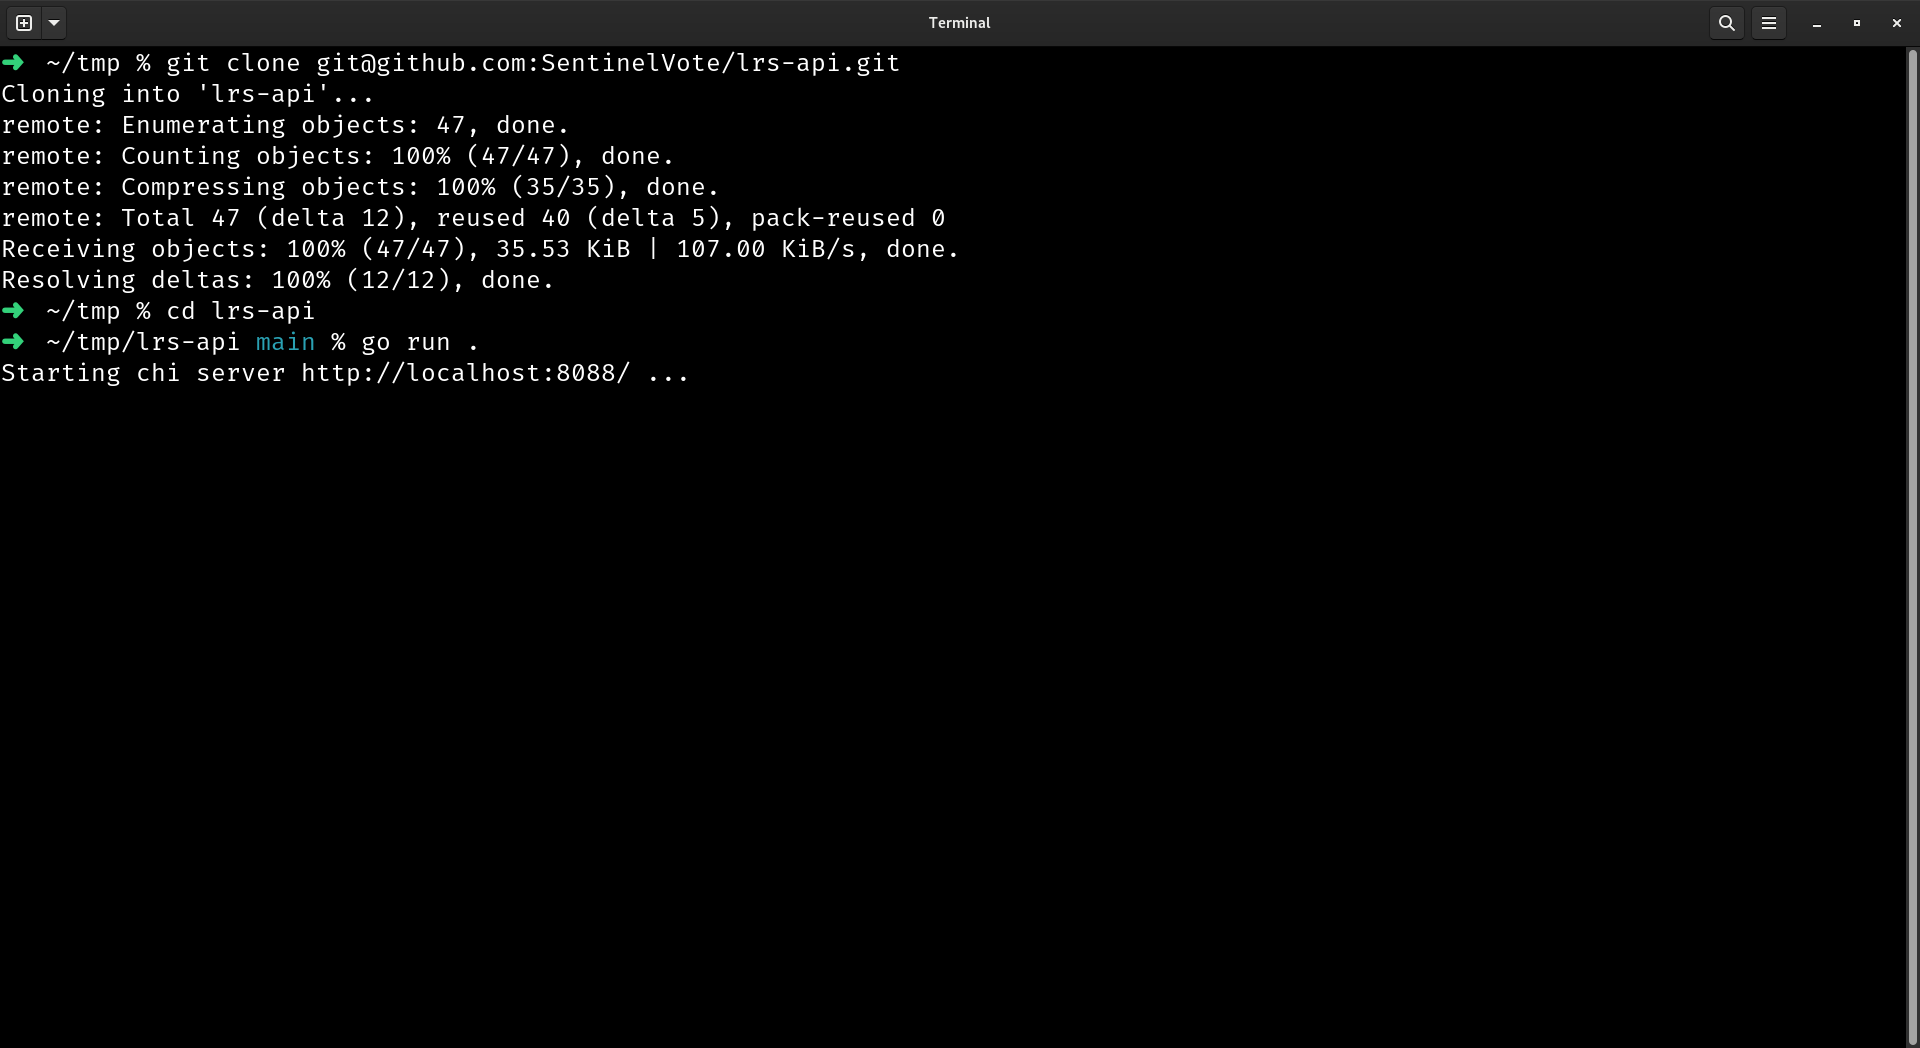 Terminal
➜ ~/tmp % git clone git@github.com:SentinelVote/lrs-api.git
Cloning into 'lrs-api'...
remote: Enumerating objects: 47, done.
remote: Counting objects: 100% (47/47), done.
remote: Compressing objects: 100% (35/35), done.
remote: Total 47 (delta 12), reused 40 (delta 5), pack-reused 0
Receiving objects: 100% (47/47), 35.53 KiB | 107.00 KiB/s, done.
Resolving deltas: 100% (12/12), done.
➜ ~/tmp % cd lrs-api
➜ ~/tmp/lrs-api main % go run .
Starting chi server http://localhost:8088/ ...